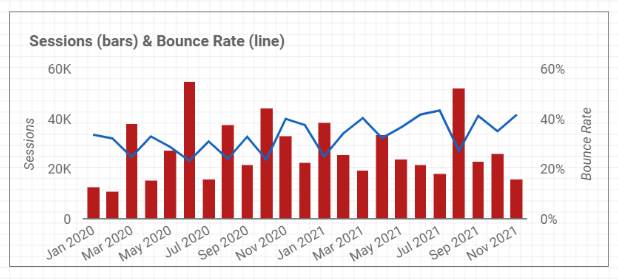 Sessions (bars) & Bounce Rate (line)
60K
40K
20K
0
Sessions
60%
40%
20%
0%
Bounce Rate
Jan 2020
Mar 2020
May 2020
Jul 2020
Sep 2020
Nov 2020
Jan 2021
Mar 2021
May 2021
Jul 2021
Sep 2021
Nov 2021